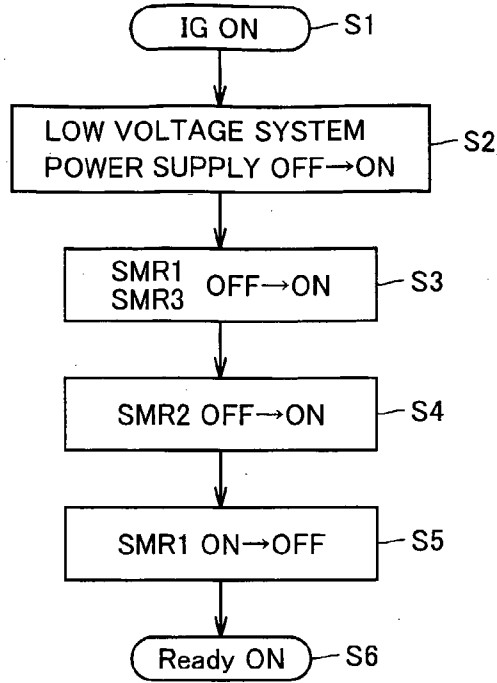 IG ON S1
LOW VOLTAGE SYSTEM
POWER SUPPLY OFF→ON S2
SMR1
SMR3 OFF→ON S3
SMR2 OFF→ON S4
SMR1 ON→OFF S5
Ready ON S6